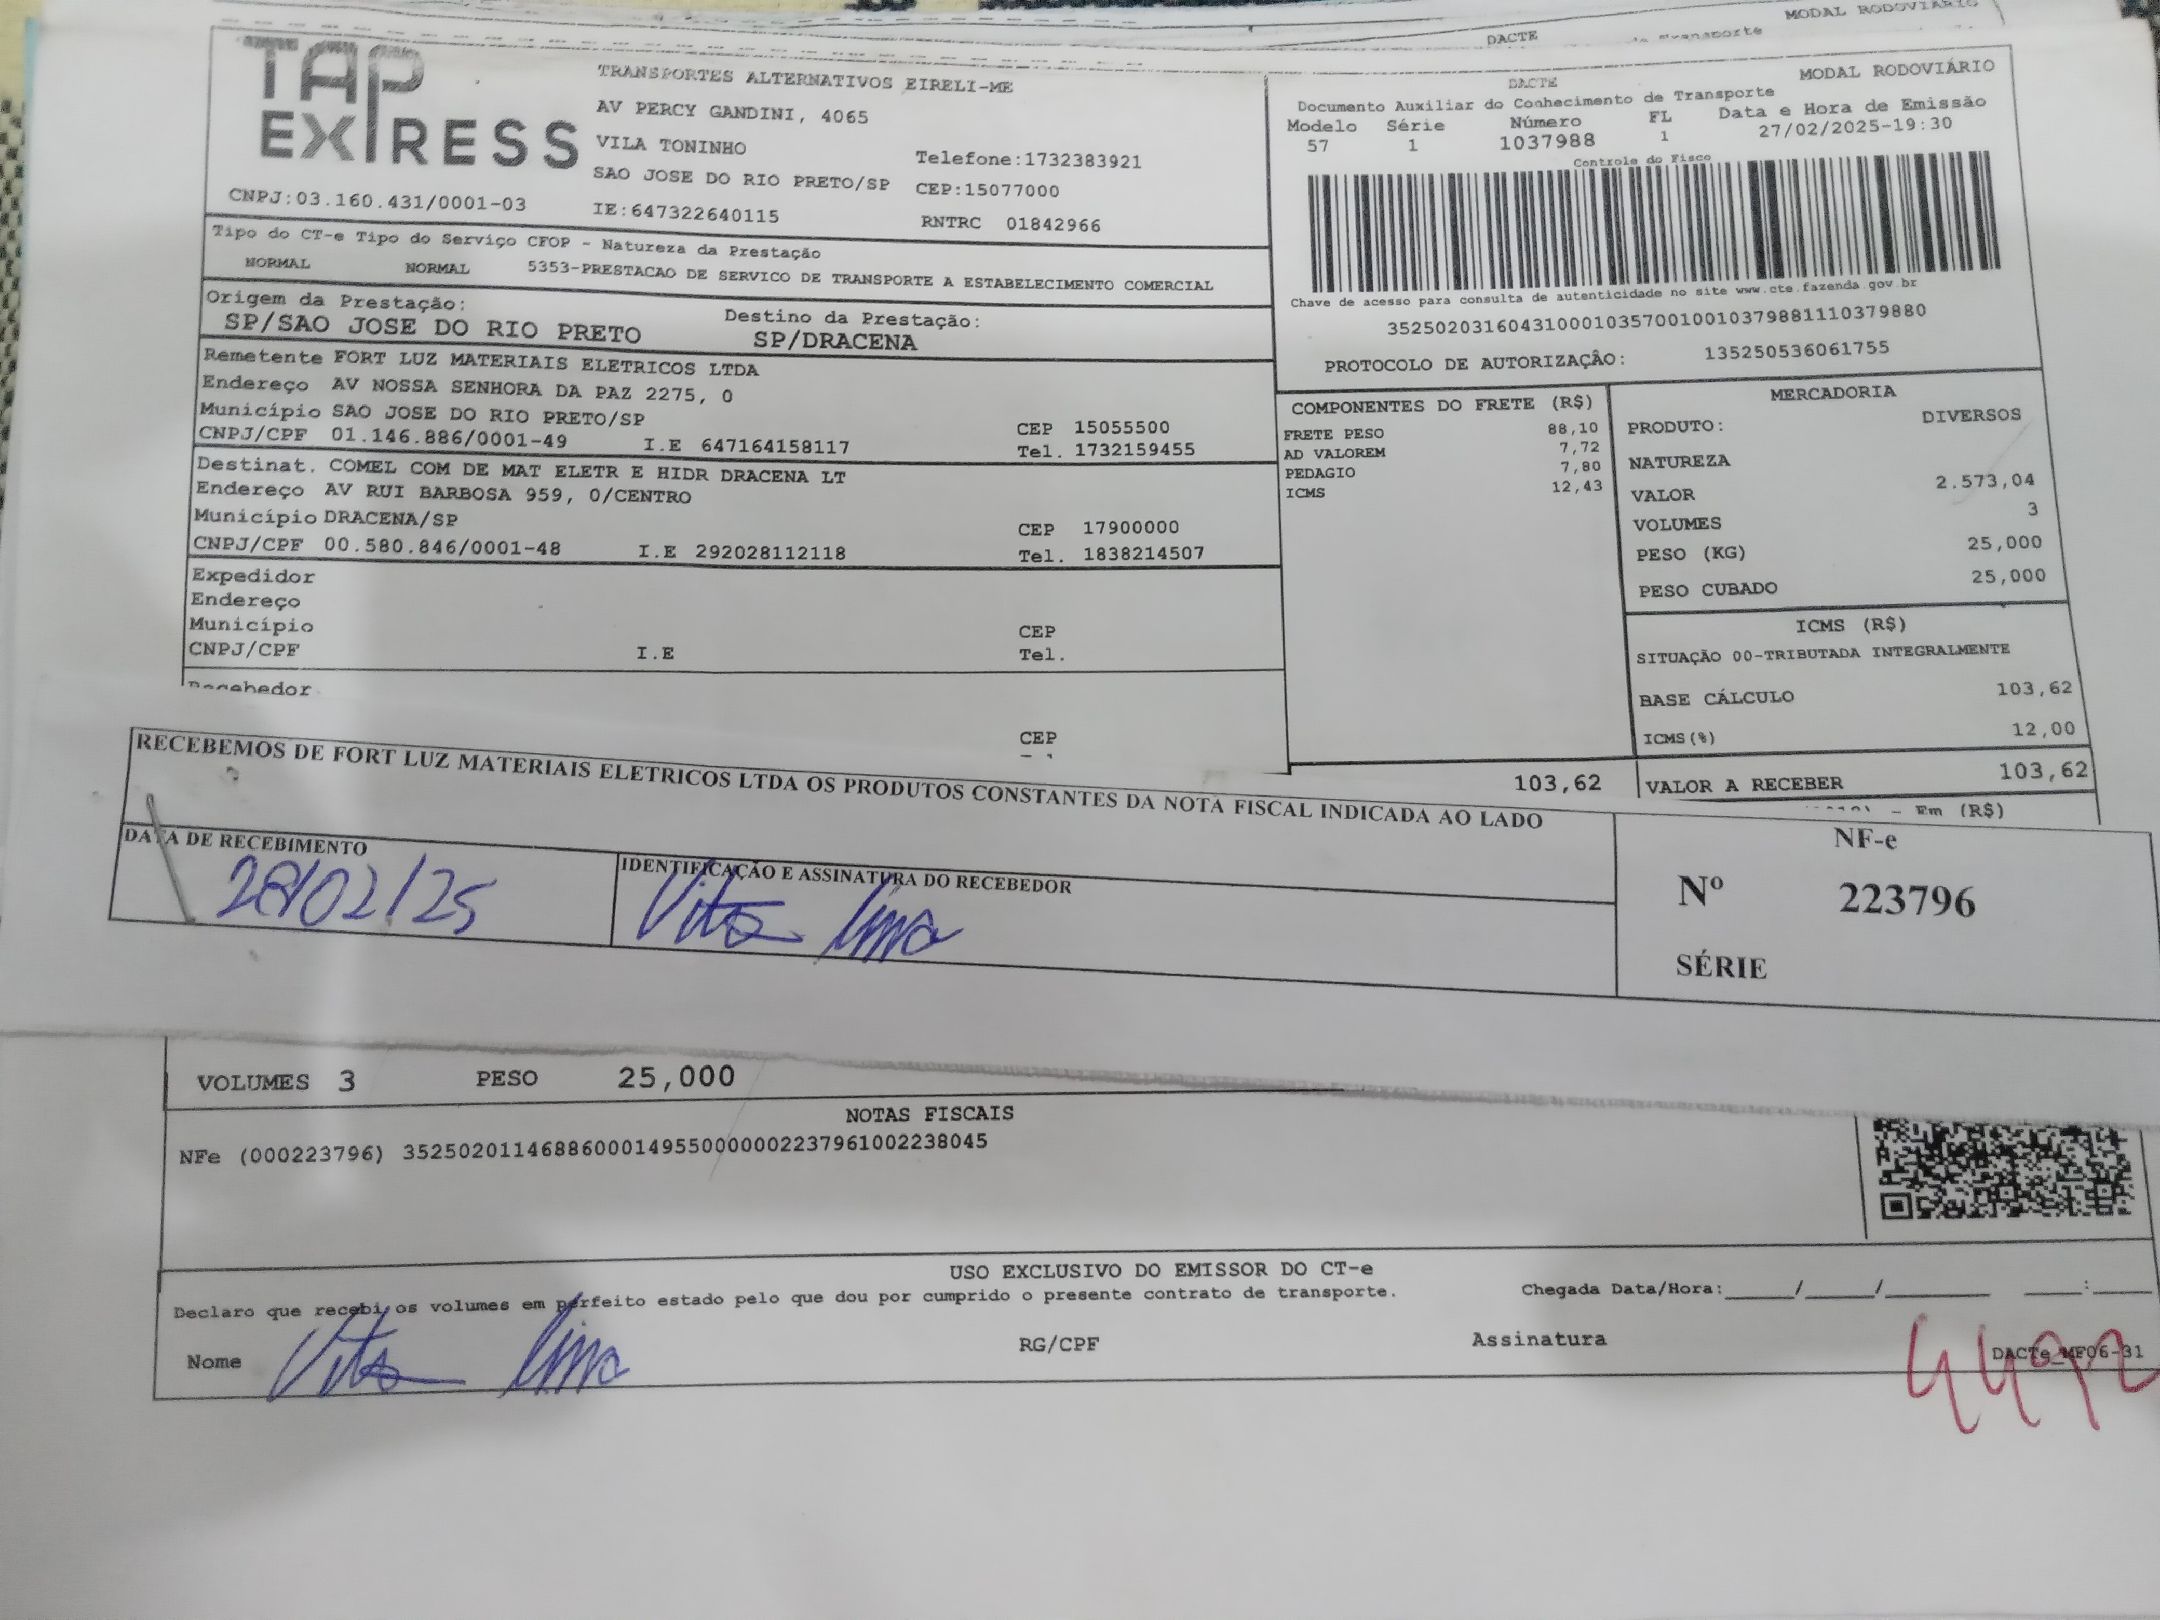 MODAL RODOVIÁRIO
DACTE
TAP EXPRESS
TRANSPORTES ALTERNATIVOS EIRELI-ME
AV PERCY GANDINI, 4065
VILA TONINHO
Telefone:1732383921
SAO JOSE DO RIO PRETO/SP CEP:15077000
CNPJ:03.160.431/0001-03 IE:647322640115 RNTRC 01842966
DACTE MODAL RODOVIÁRIO
Documento Auxiliar do Conhecimento de Transporte
Modelo Série Número FL Data e Hora de Emissão
57 1 1037988 1 27/02/2025-19:30
Controle do Fisco
Chave de acesso para consulta de autenticidade no site www.cte.fazenda.gov.br
35250203160431000103570010010379881110379880
PROTOCOLO DE AUTORIZAÇÃO: 135250536061755
Tipo do CT-e Tipo do Serviço CFOP - Natureza da Prestação
NORMAL NORMAL 5353-PRESTACAO DE SERVICO DE TRANSPORTE A ESTABELECIMENTO COMERCIAL
Origem da Prestação: Destino da Prestação:
SP/SAO JOSE DO RIO PRETO SP/DRACENA
Remetente FORT LUZ MATERIAIS ELETRICOS LTDA
Endereço AV NOSSA SENHORA DA PAZ 2275, 0
Município SAO JOSE DO RIO PRETO/SP CEP 15055500
CNPJ/CPF 01.146.886/0001-49 I.E 647164158117 Tel. 1732159455
Destinat. COMEL COM DE MAT ELETR E HIDR DRACENA LT
Endereço AV RUI BARBOSA 959, 0/CENTRO
Município DRACENA/SP CEP 17900000
CNPJ/CPF 00.580.846/0001-48 I.E 292028112118 Tel. 1838214507
Expedidor
Endereço
Município CEP
CNPJ/CPF I.E Tel.
Recebedor
CEP
COMPONENTES DO FRETE (R$)
FRETE PESO 88,10
AD VALOREM 7,72
PEDAGIO 7,80
ICMS 12,43
103,62
MERCADORIA
PRODUTO: DIVERSOS
NATUREZA
VALOR 2.573,04
VOLUMES 3
PESO (KG) 25,000
PESO CUBADO 25,000
ICMS (R$)
SITUAÇÃO 00-TRIBUTADA INTEGRALMENTE
BASE CÁLCULO 103,62
ICMS(%) 12,00
VALOR A RECEBER 103,62
- Em (R$)
RECEBEMOS DE FORT LUZ MATERIAIS ELETRICOS LTDA OS PRODUTOS CONSTANTES DA NOTA FISCAL INDICADA AO LADO
DATA DE RECEBIMENTO
28/02/25
IDENTIFICAÇÃO E ASSINATURA DO RECEBEDOR
Vitor Lima
NF-e
Nº 223796
SÉRIE
VOLUMES 3 PESO 25,000
NOTAS FISCAIS
NFe (000223796) 35250201146886000149550000002237961002238045
USO EXCLUSIVO DO EMISSOR DO CT-e
Declaro que recebi os volumes em perfeito estado pelo que dou por cumprido o presente contrato de transporte. Chegada Data/Hora:_____/_____/________ ____:____
Nome Vitor Lima RG/CPF Assinatura
DACTe_MF06-31